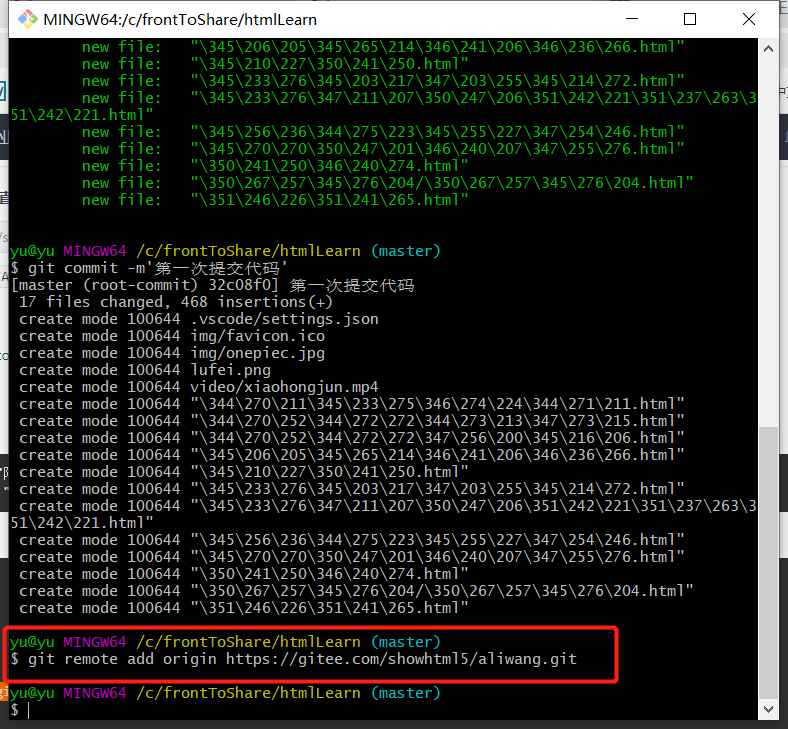 MINGW64:/c/frontToShare/htmlLearn
new file:   "\345\206\205\345\265\214\346\241\206\346\236\266.html"
new file:   "\345\210\227\350\241\250.html"
new file:   "\345\233\276\345\203\217\347\203\255\345\214\272.html"
new file:   "\345\233\276\347\211\207\350\247\206\351\242\221\351\237\263\3
51\242\221.html"
new file:   "\345\256\236\344\275\223\345\255\227\347\254\246.html"
new file:   "\345\270\270\350\247\201\346\240\207\347\255\276.html"
new file:   "\350\241\250\346\240\274.html"
new file:   "\350\267\257\345\276\204/\350\267\257\345\276\204.html"
new file:   "\351\246\226\351\241\265.html"
yu@yu MINGW64 /c/frontToShare/htmlLearn (master)
$ git commit -m'第一次提交代码'
[master (root-commit) 32c08f0] 第一次提交代码
17 files changed, 468 insertions(+)
create mode 100644 .vscode/settings.json
create mode 100644 img/favicon.ico
create mode 100644 img/onepiec.jpg
create mode 100644 lufei.png
create mode 100644 video/xiaohongjun.mp4
create mode 100644 "\344\270\211\345\233\275\346\274\224\344\271\211.html"
create mode 100644 "\344\270\252\344\272\272\344\273\213\347\273\215.html"
create mode 100644 "\344\270\252\344\272\272\347\256\200\345\216\206.html"
create mode 100644 "\345\206\205\345\265\214\346\241\206\346\236\266.html"
create mode 100644 "\345\210\227\350\241\250.html"
create mode 100644 "\345\233\276\345\203\217\347\203\255\345\214\272.html"
create mode 100644 "\345\233\276\347\211\207\350\247\206\351\242\221\351\237\263\3
51\242\221.html"
create mode 100644 "\345\256\236\344\275\223\345\255\227\347\254\246.html"
create mode 100644 "\345\270\270\350\247\201\346\240\207\347\255\276.html"
create mode 100644 "\350\241\250\346\240\274.html"
create mode 100644 "\350\267\257\345\276\204/\350\267\257\345\276\204.html"
create mode 100644 "\351\246\226\351\241\265.html"
yu@yu MINGW64 /c/frontToShare/htmlLearn (master)
$ git remote add origin https://gitee.com/showhtml5/aliwang.git
yu@yu MINGW64 /c/frontToShare/htmlLearn (master)
$